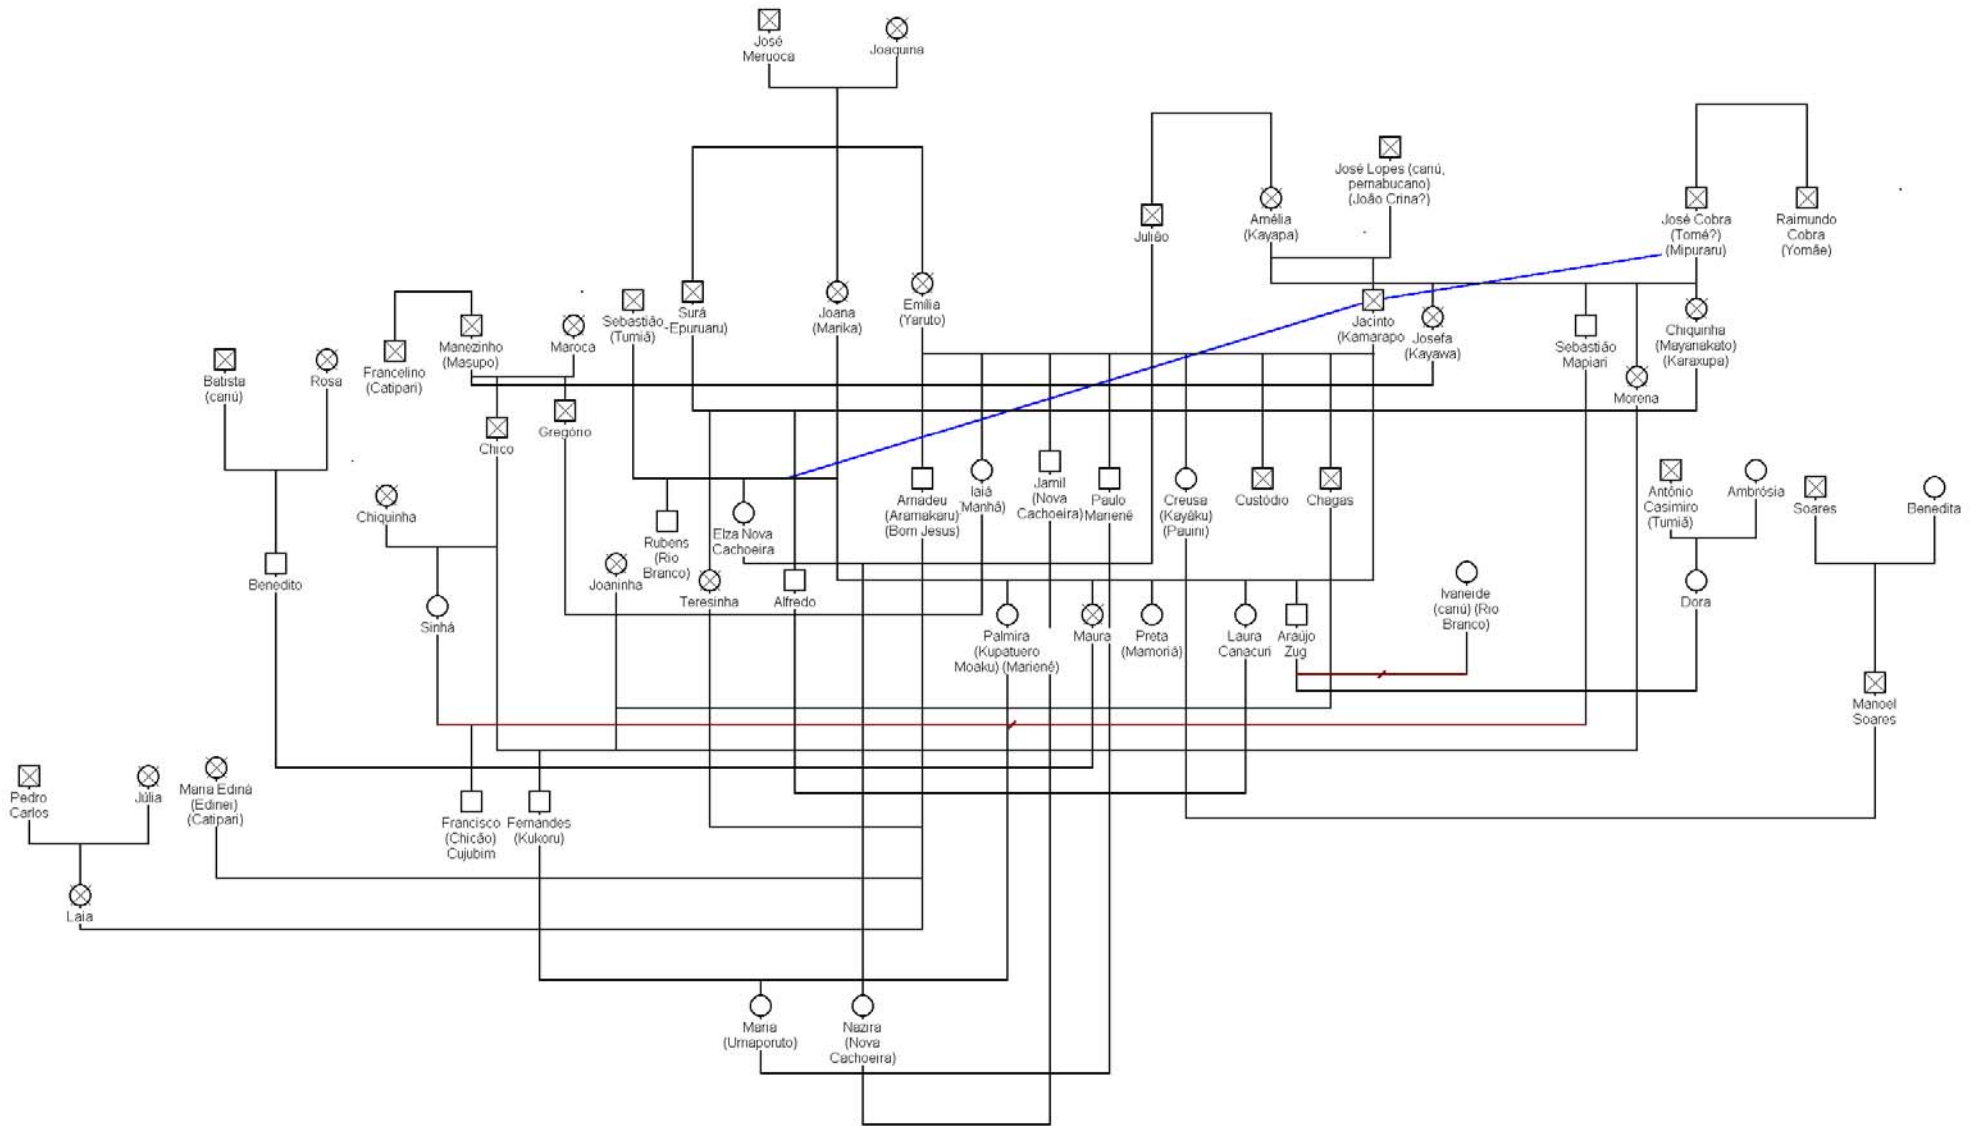 José
Meruoca
Joaquina
José Lopes (cariú,
pernabucano)
(João Crina?)
Julião
Amélia
(Kayapa)
José Cobra
(Tomé?)
(Mipuraru)
Raimundo
Cobra
(Yomãe)
Sebastião
(Tumiã)
Surá
-Epuruaru)
Joana
(Marika)
Emília
(Yaruto)
Jacinto
(Kamarapo
Josefa
(Kayawa)
Sebastião
Mapiari
Chiquinha
(Mayanakato)
(Karaxupa)
Morena
Batista
(cariú)
Rosa
Francelino
(Catipari)
Manezinho
(Masupo)
Maroca
Chico
Gregório
Chiquinha
Benedito
Sinhá
Joaninha
Rubens
(Rio
Branco)
Elza Nova
Cachoeira
Teresinha
Alfredo
Amadeu
(Aramakaru)
(Bom Jesus)
Iaiá
(Manhã)
Jamil
(Nova
Cachoeira)
Paulo
Marienê
Creusa
(Kayãku)
(Pauini)
Custódio
Chagas
Antônio
Casimiro
(Tumiã)
Ambrósia
Soares
Benedita
Palmira
(Kupatuero
Moaku) (Marienê)
Maura
Preta
(Mamoriá)
Laura
Canacuri
Araújo
Zug
Ivaneide
(cariú) (Rio
Branco)
Dora
Manoel
Soares
Pedro
Carlos
Júlia
Maria Ediná
(Edinei)
(Catipari)
Francisco
(Chicão)
Cujubim
Fernandes
(Kukoru)
Laia
Maria
(Umaporuto)
Nazira
(Nova
Cachoeira)